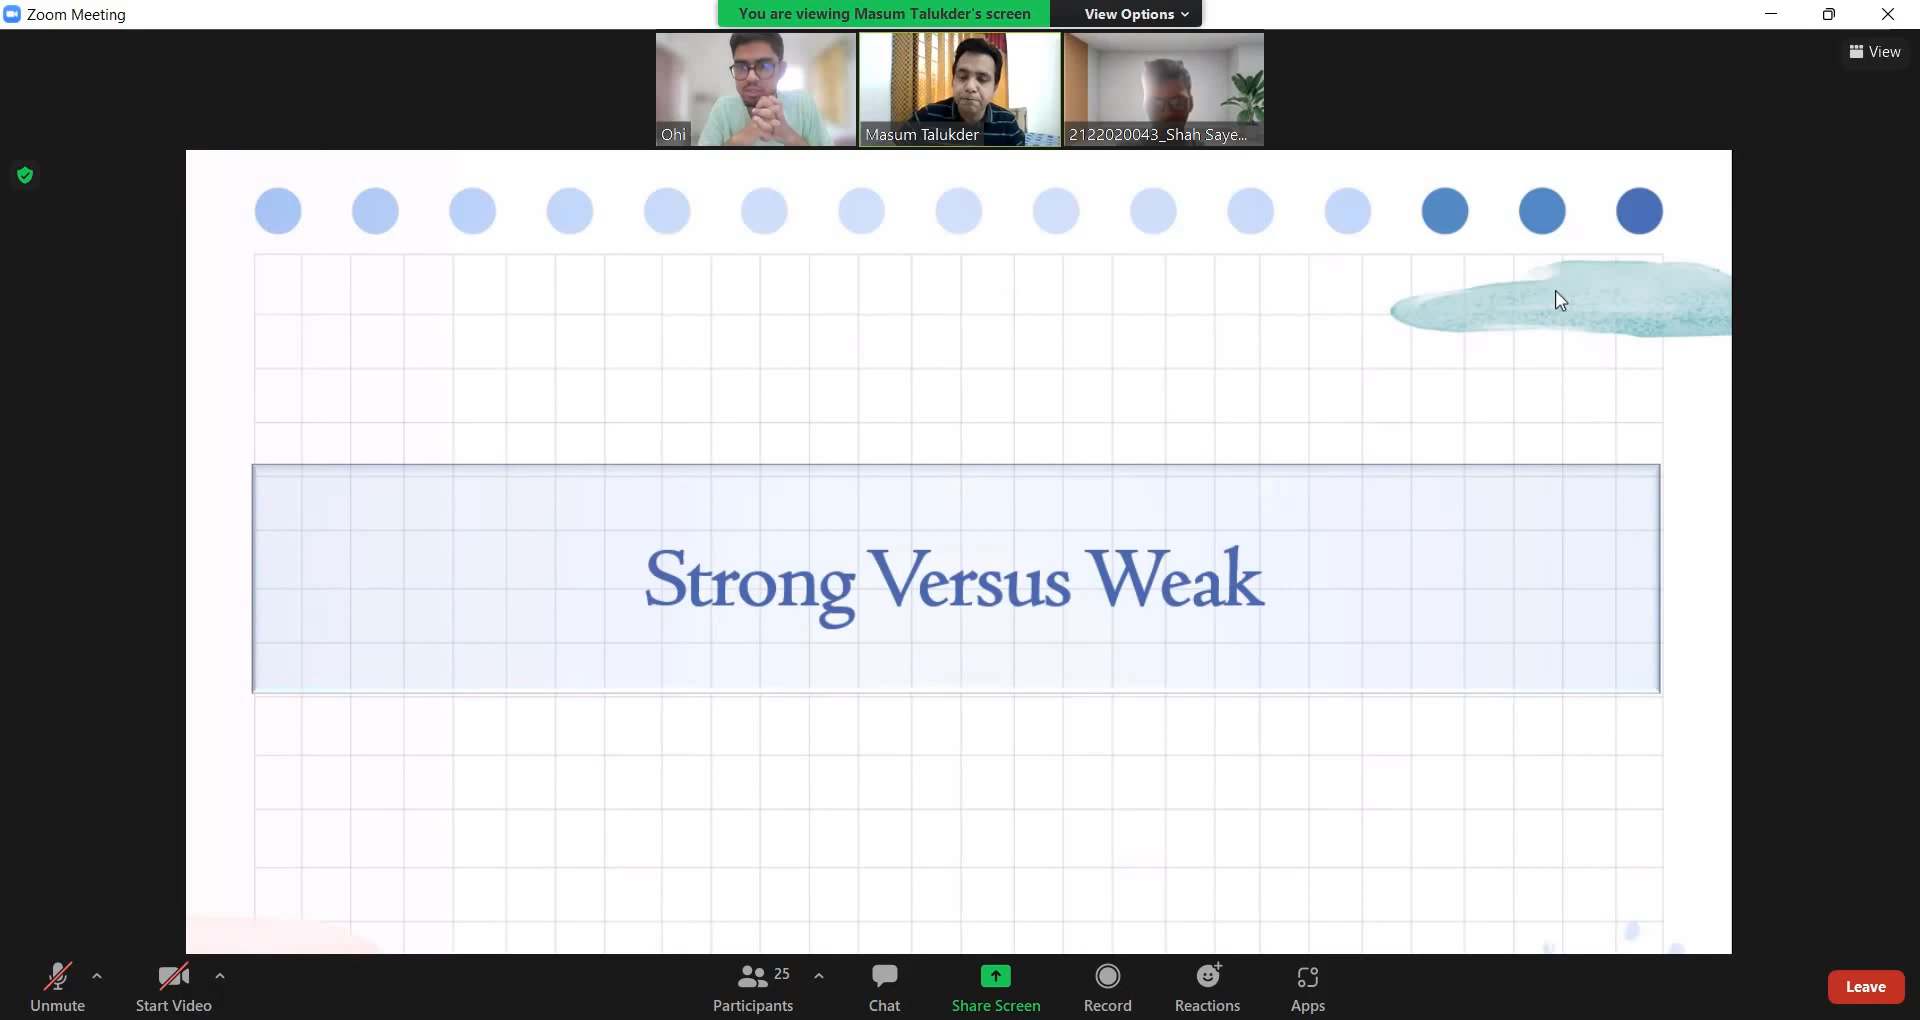 Zoom Meeting
You are viewing Masum Talukder's screen
View Options
View
Ohi
Masum Talukder
2122020043_Shah Saye...
Strong Versus Weak
Unmute
Start Video
25
Participants
Chat
Share Screen
Record
Reactions
Apps
Leave